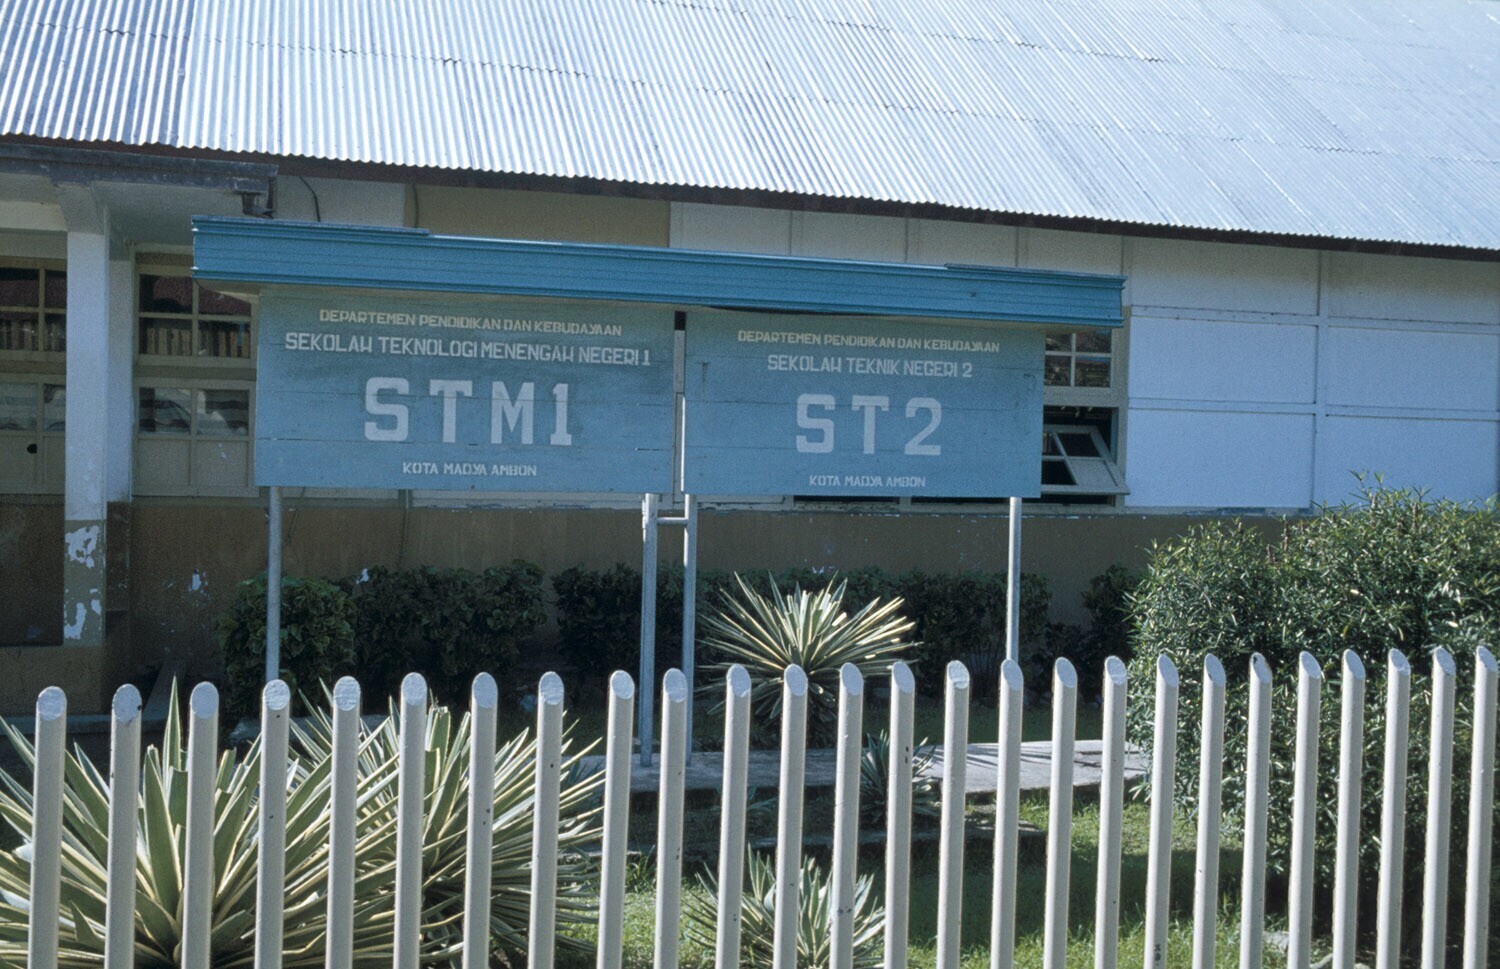 DEPARTEMEN PENDIDIKAN DAN KEBUDAYAAN
SEKOLAH TEKNOLOGI MENENGAH NEGERI 1
STM1
KOTA MADYA AMBON
DEPARTEMEN PENDIDIKAN DAN KEBUDAYAAN
SEKOLAH TEKNIK NEGERI 2
ST2
KOTA MADYA AMBON